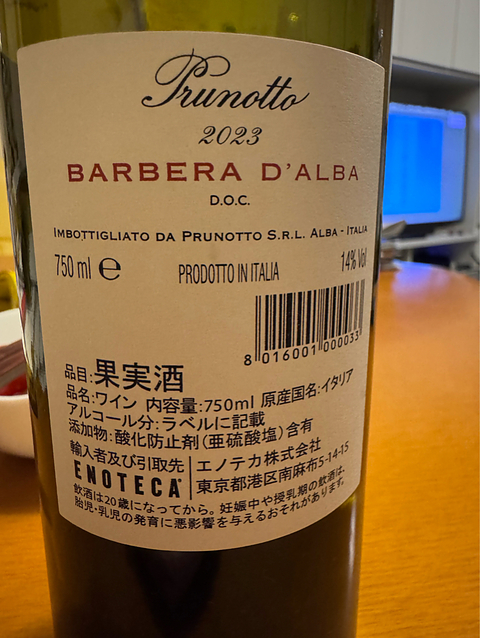 Prunotto
2023
BARBERA D'ALBA
D.O.C.
IMBOTTIGLIATO DA PRUNOTTO S.R.L. ALBA - ITALIA
750 ml e PRODOTTO IN ITALIA 14% Vol
8 016001 000033
品目:果実酒
品名:ワイン 内容量:750ml 原産国名:イタリア
アルコール分:ラベルに記載
添加物:酸化防止剤(亜硫酸塩)含有
輸入者及び引取先 エノテカ株式会社
ENOTECA 東京都港区南麻布5-14-15
飲酒は20歳になってから。妊娠中や授乳期の飲酒は、
胎児・乳児の発育に悪影響を与えるおそれがあります。